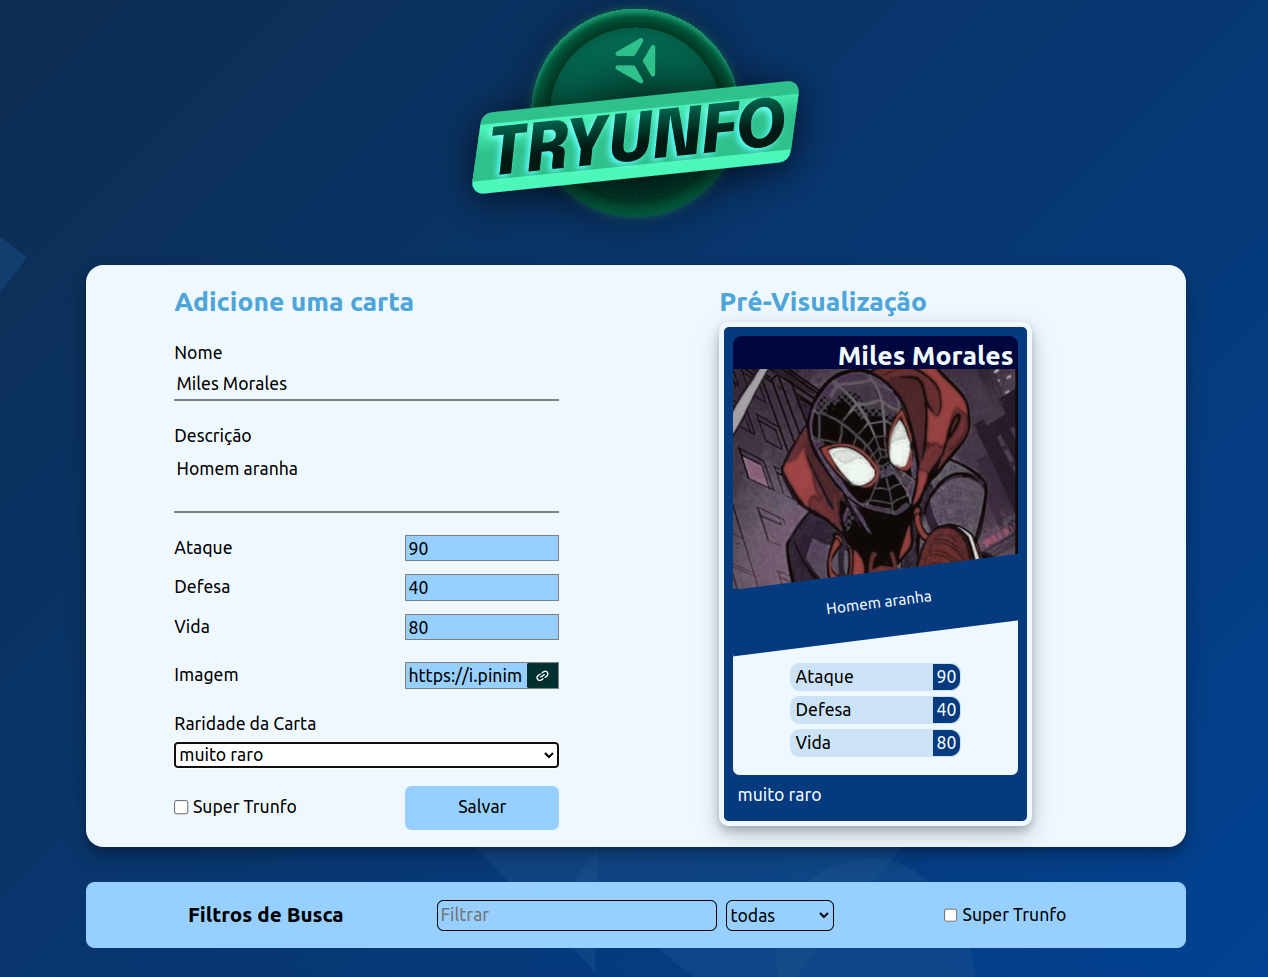 TRYUNFO
Adicione uma carta
Nome
Miles Morales
Descrição
Homem aranha
Ataque
90
Defesa
40
Vida
80
Imagem
https://i.pinim
Raridade da Carta
muito raro
Super Trunfo
Salvar
Pré-Visualização
Miles Morales
Homem aranha
Ataque 90
Defesa 40
Vida 80
muito raro
Filtros de Busca
Filtrar
todas
Super Trunfo